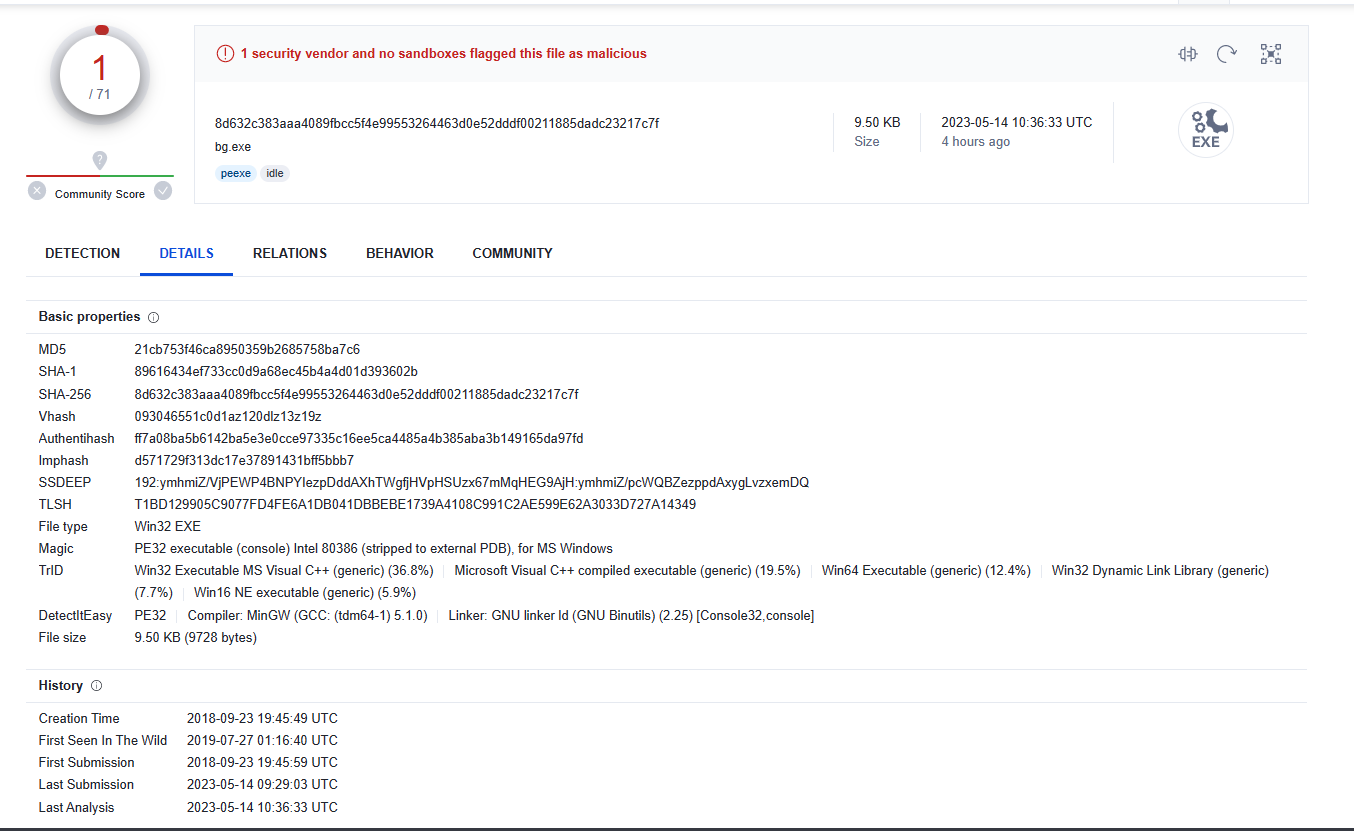 1
/ 71
?
Community Score
1 security vendor and no sandboxes flagged this file as malicious
8d632c383aaa4089fbcc5f4e99553264463d0e52dddf00211885dadc23217c7f
bg.exe
peexe idle
9.50 KB
Size
2023-05-14 10:36:33 UTC
4 hours ago
EXE
DETECTION DETAILS RELATIONS BEHAVIOR COMMUNITY
Basic properties
MD5 21cb753f46ca8950359b2685758ba7c6
SHA-1 89616434ef733cc0d9a68ec45b4a4d01d393602b
SHA-256 8d632c383aaa4089fbcc5f4e99553264463d0e52dddf00211885dadc23217c7f
Vhash 093046551c0d1az120dlz13z19z
Authentihash ff7a08ba5b6142ba5e3e0cce97335c16ee5ca4485a4b385aba3b149165da97fd
Imphash d571729f313dc17e37891431bff5bbb7
SSDEEP 192:ymhmiZ/VjPEWP4BNPYIezpDddAXhTWgfjHVpHSUzx67mMqHEG9AjH:ymhmiZ/pcWQBZezppdAxygLvzxemDQ
TLSH T1BD129905C9077FD4FE6A1DB041DBBEBE1739A4108C991C2AE599E62A3033D727A14349
File type Win32 EXE
Magic PE32 executable (console) Intel 80386 (stripped to external PDB), for MS Windows
TrID Win32 Executable MS Visual C++ (generic) (36.8%) Microsoft Visual C++ compiled executable (generic) (19.5%) Win64 Executable (generic) (12.4%) Win32 Dynamic Link Library (generic)
(7.7%) Win16 NE executable (generic) (5.9%)
DetectItEasy PE32 Compiler: MinGW (GCC: (tdm64-1) 5.1.0) Linker: GNU linker ld (GNU Binutils) (2.25) [Console32,console]
File size 9.50 KB (9728 bytes)
History
Creation Time 2018-09-23 19:45:49 UTC
First Seen In The Wild 2019-07-27 01:16:40 UTC
First Submission 2018-09-23 19:45:59 UTC
Last Submission 2023-05-14 09:29:03 UTC
Last Analysis 2023-05-14 10:36:33 UTC